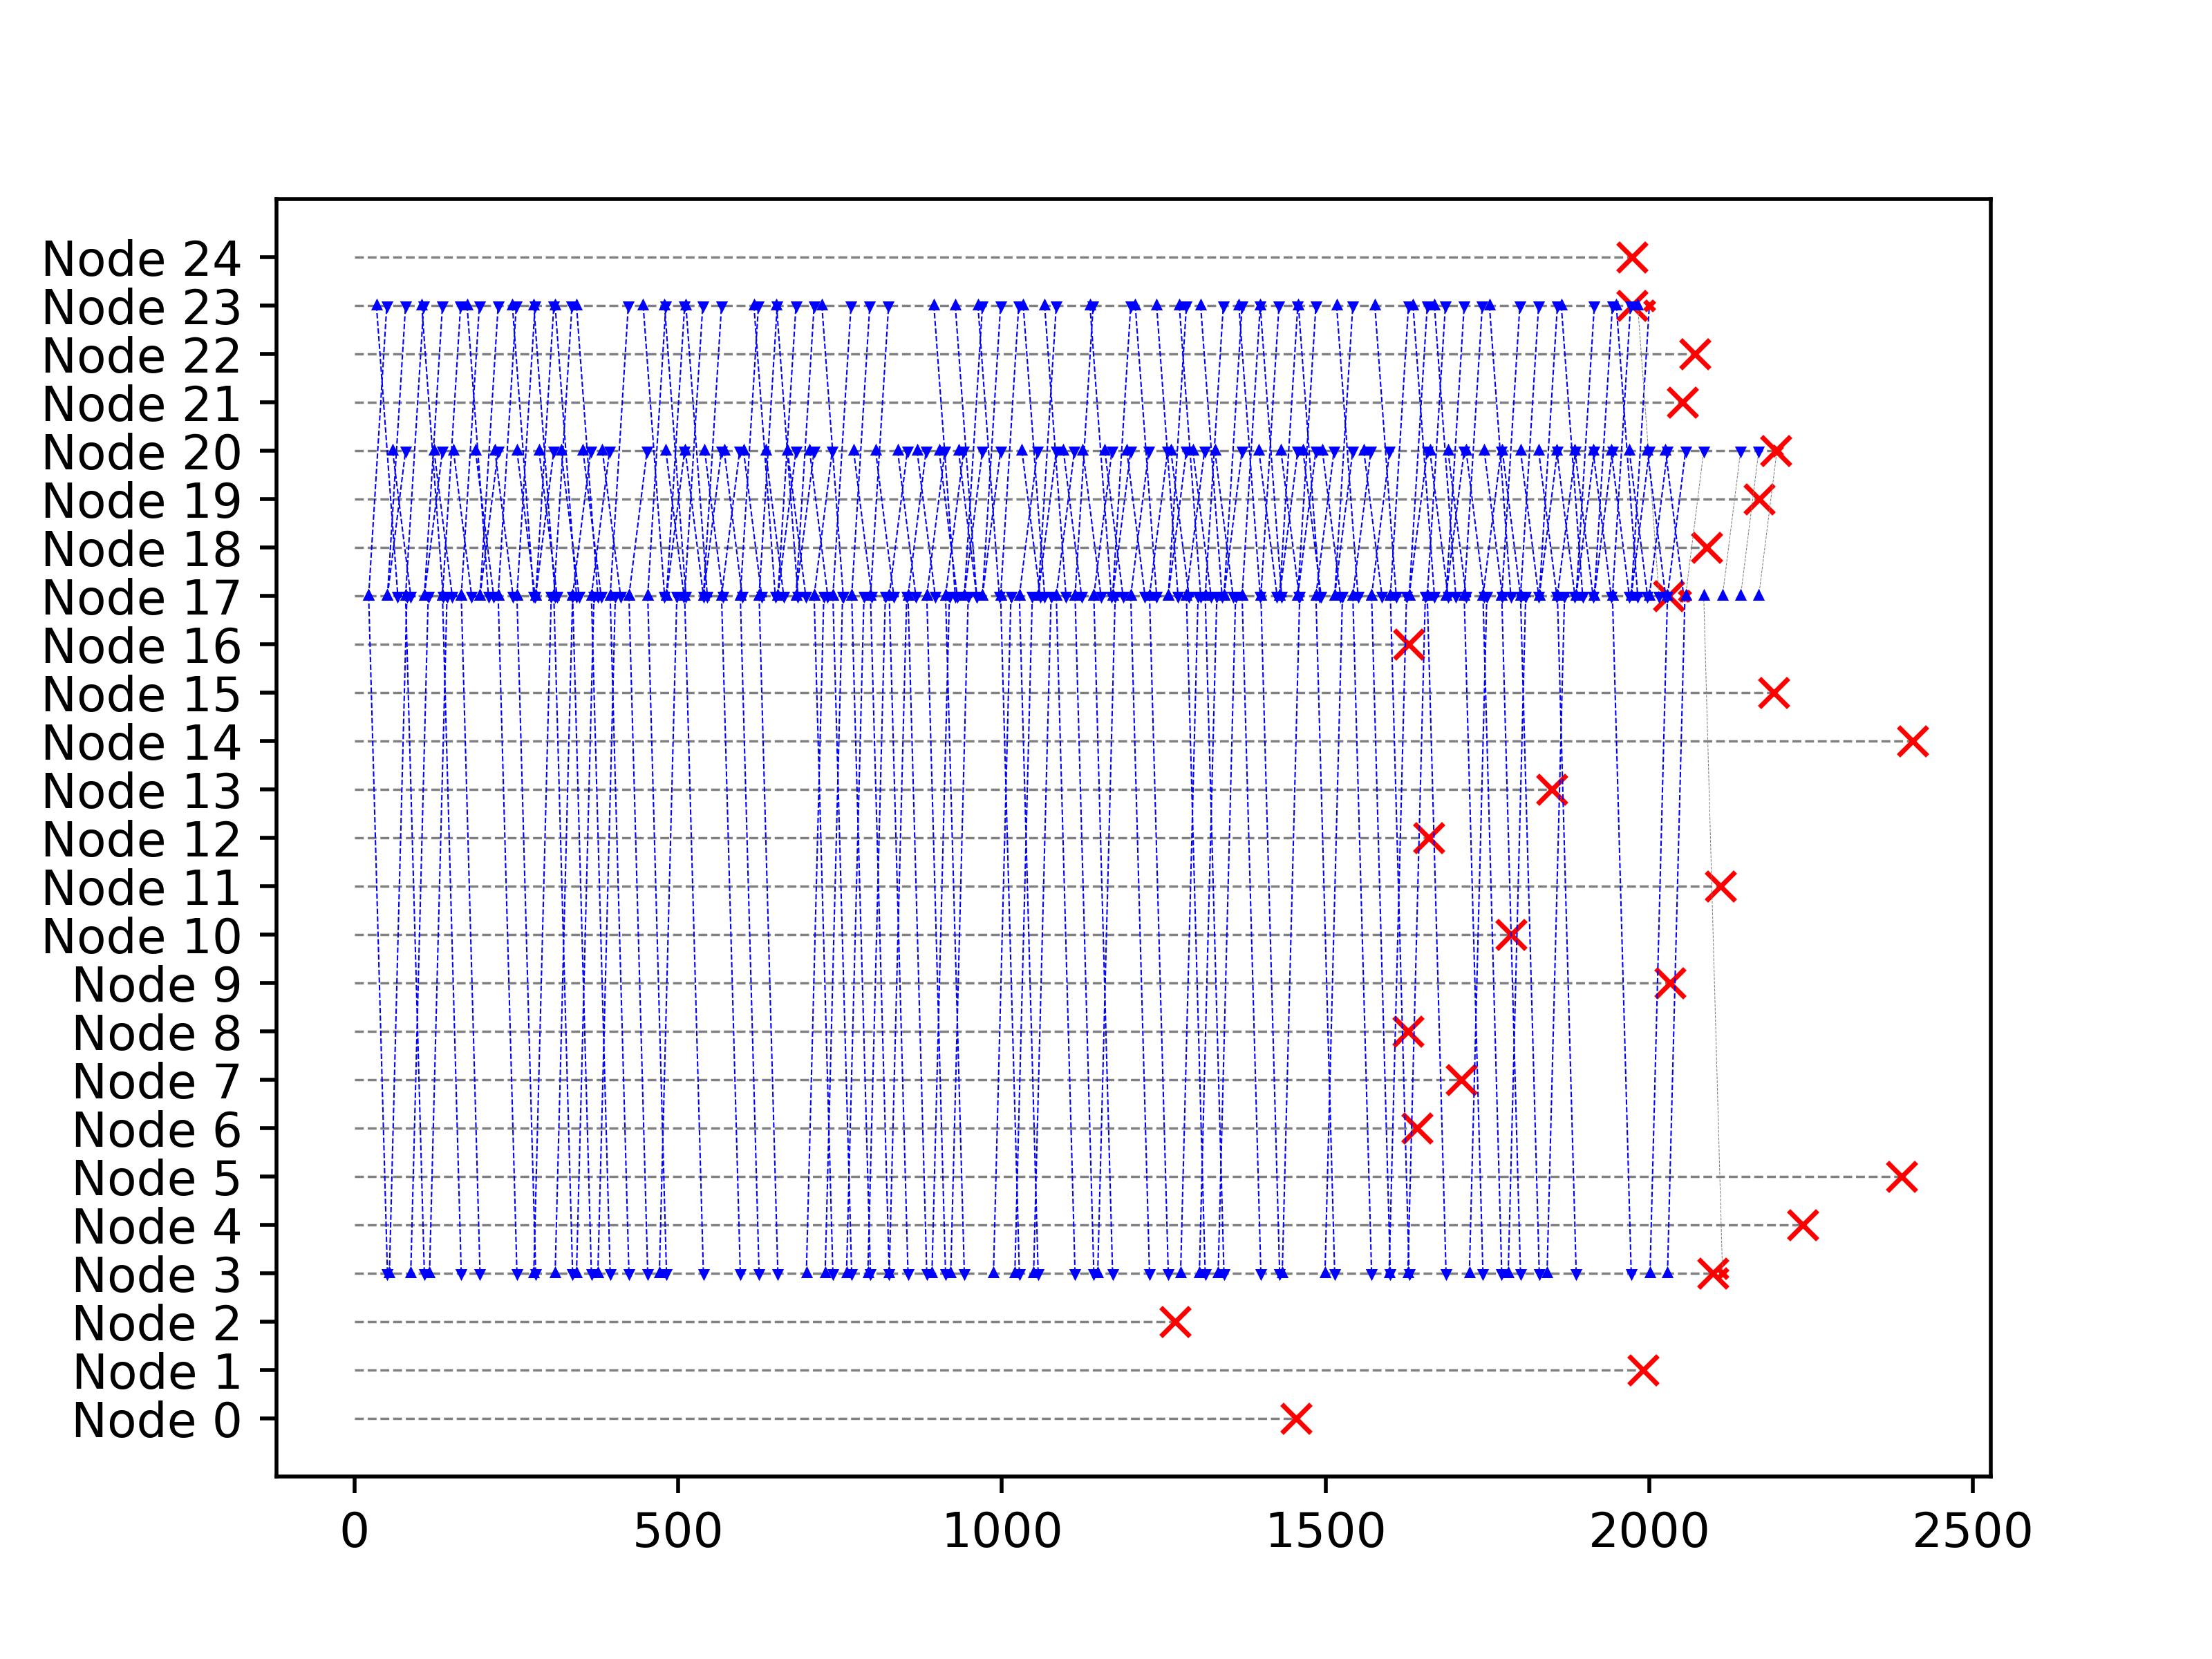 Node 24
Node 23
Node 22
Node 21
Node 20
Node 19
Node 18
Node 17
Node 16
Node 15
Node 14
Node 13
Node 12
Node 11
Node 10
Node 9
Node 8
Node 7
Node 6
Node 5
Node 4
Node 3
Node 2
Node 1
Node 0
0 500 1000 1500 2000 2500